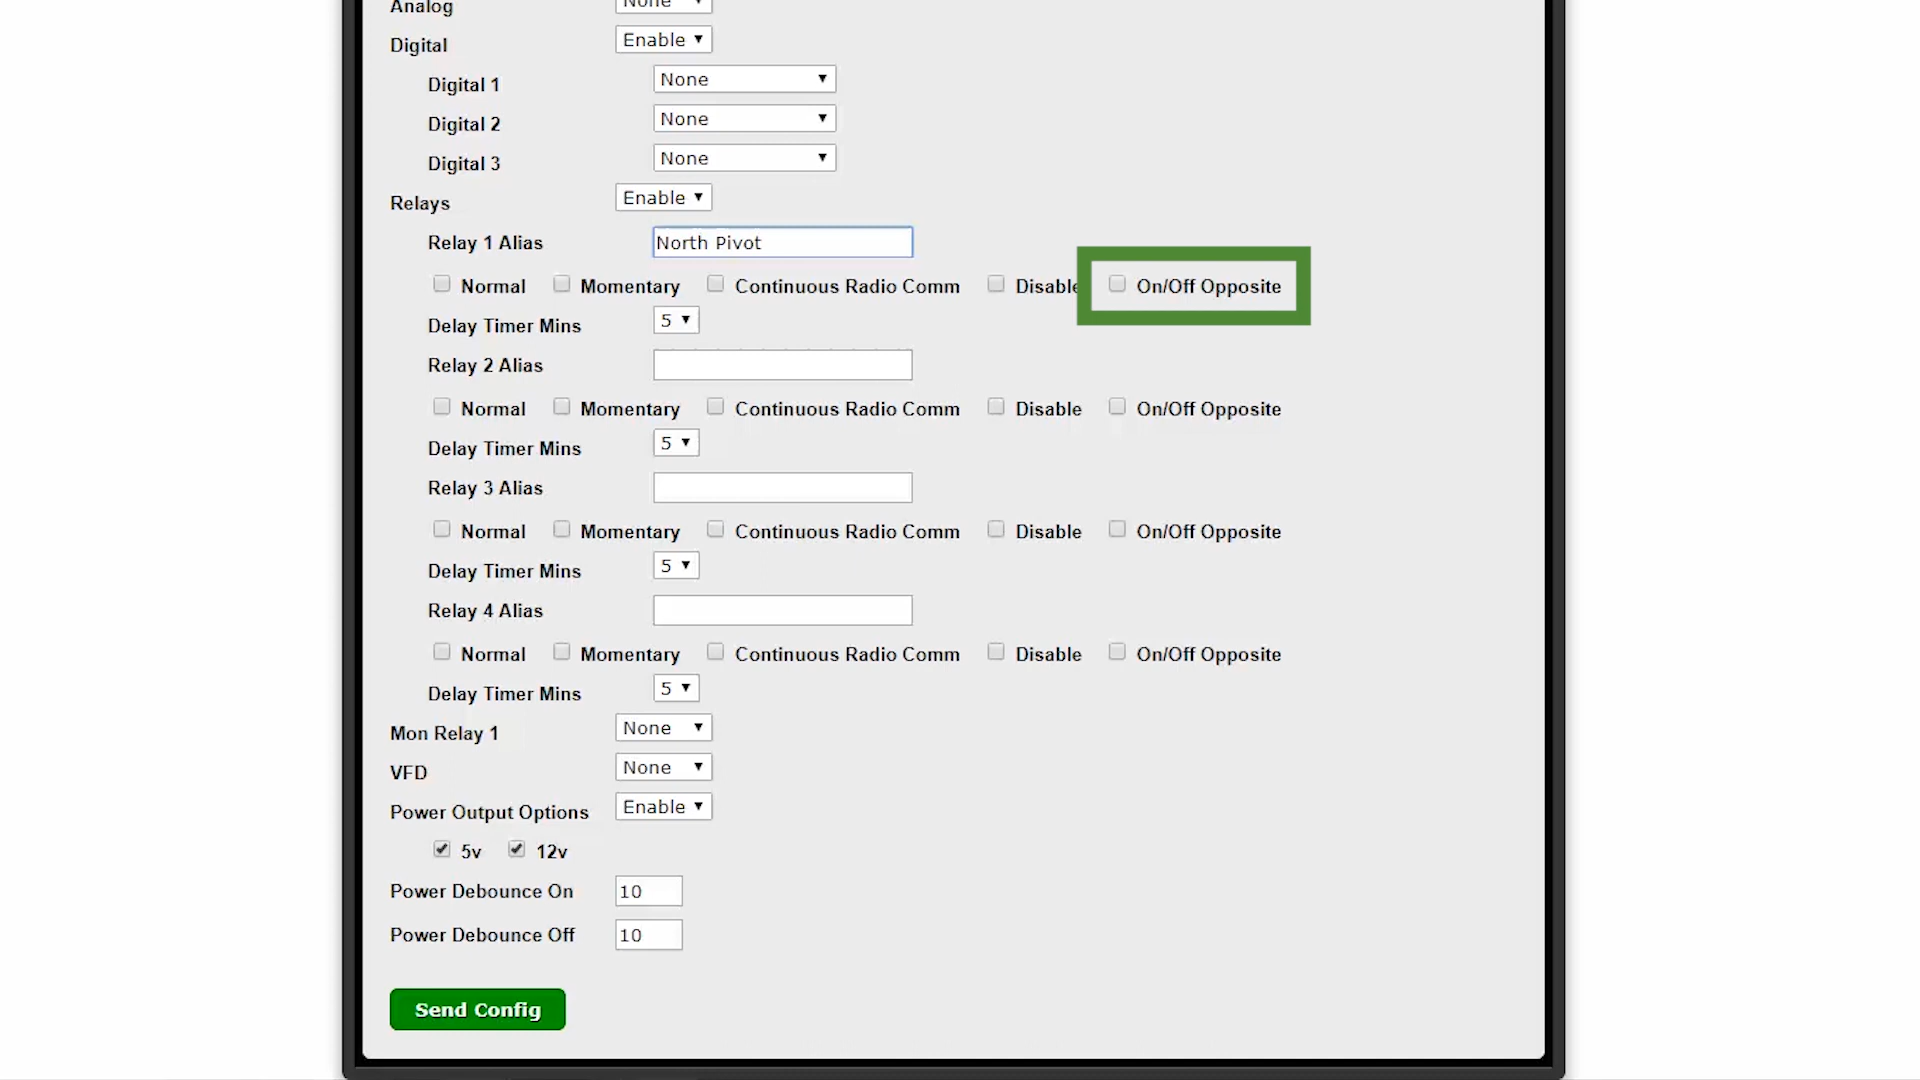 Analog None
Digital Enable
Digital 1 None
Digital 2 None
Digital 3 None
Relays Enable
Relay 1 Alias North Pivot
Normal Momentary Continuous Radio Comm Disable On/Off Opposite
Delay Timer Mins 5
Relay 2 Alias
Normal Momentary Continuous Radio Comm Disable On/Off Opposite
Delay Timer Mins 5
Relay 3 Alias
Normal Momentary Continuous Radio Comm Disable On/Off Opposite
Delay Timer Mins 5
Relay 4 Alias
Normal Momentary Continuous Radio Comm Disable On/Off Opposite
Delay Timer Mins 5
Mon Relay 1 None
VFD None
Power Output Options Enable
5v 12v
Power Debounce On 10
Power Debounce Off 10
Send Config